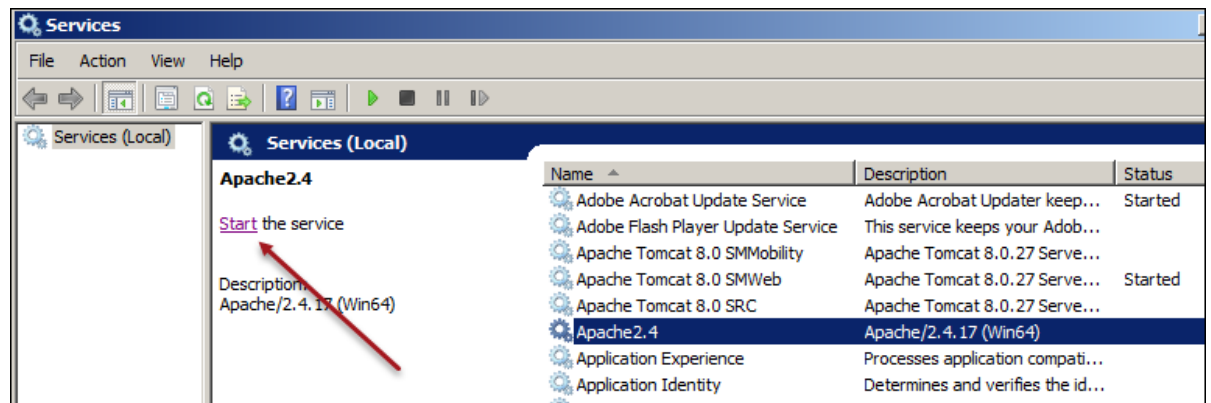 Services
File Action View Help
Services (Local)
Services (Local)
Apache2.4
Start the service
Description:
Apache/2.4.17 (Win64)
Name Description Status
Adobe Acrobat Update Service Adobe Acrobat Updater keep... Started
Adobe Flash Player Update Service This service keeps your Adob...
Apache Tomcat 8.0 SMMobility Apache Tomcat 8.0.27 Serve...
Apache Tomcat 8.0 SMWeb Apache Tomcat 8.0.27 Serve... Started
Apache Tomcat 8.0 SRC Apache Tomcat 8.0.27 Serve...
Apache2.4 Apache/2.4.17 (Win64)
Application Experience Processes application compati...
Application Identity Determines and verifies the id...